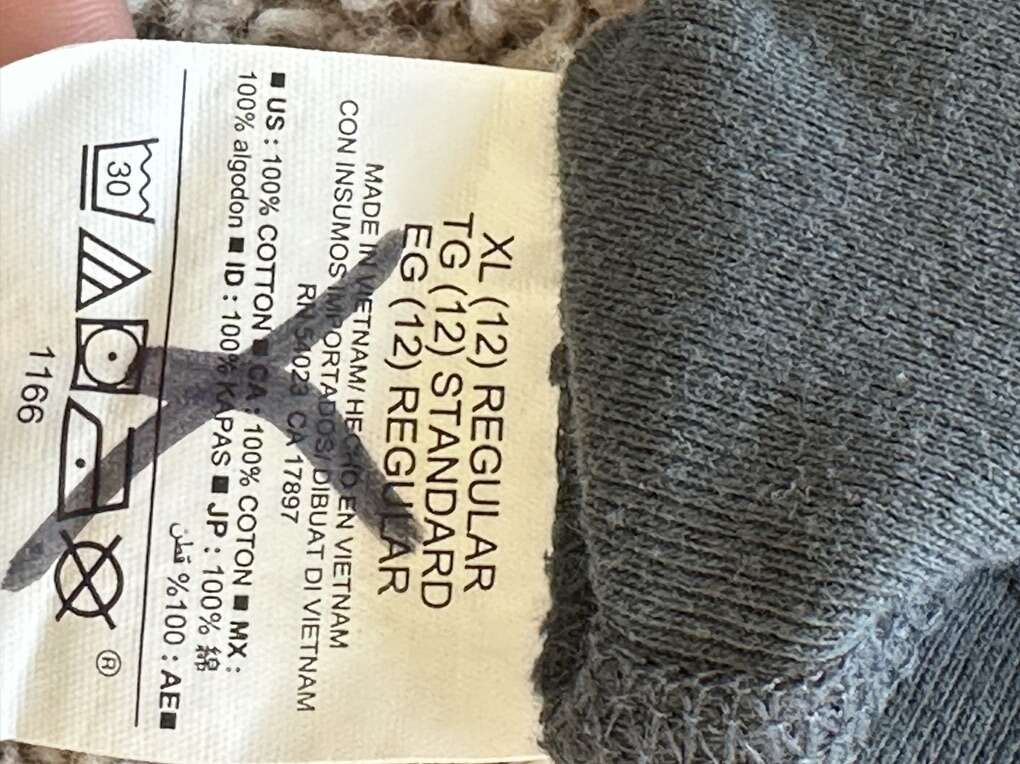 XL (12) REGULAR
TG (12) STANDARD
EG (12) REGULAR
MADE IN VIETNAM/ HECHO EN VIETNAM
CON INSUMOS IMPORTADOS/ DIBUAT DI VIETNAM
RN 54023 CA 17897
■ US : 100% COTTON ■ CA : 100% COTON ■ MX :
100% algodon ■ ID : 100% KAPAS ■ JP : 100% 綿
■AE : 100% قطن
30
®
1166